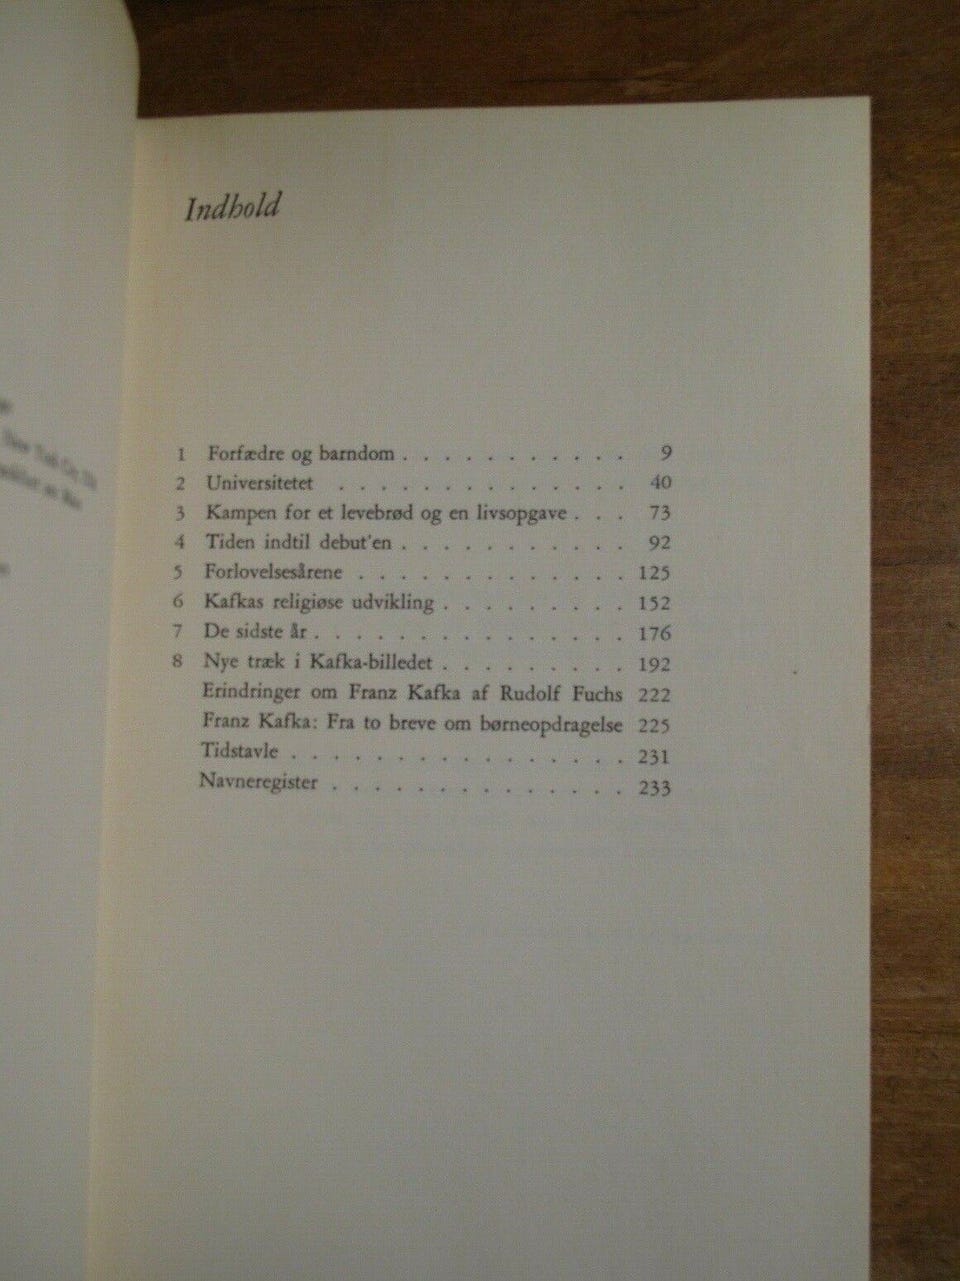 Indhold
1 Forfædre og barndom . . . . . . . . . . . 9
2 Universitetet . . . . . . . . . . . . . . 40
3 Kampen for et levebrød og en livsopgave . . . 73
4 Tiden indtil debut'en . . . . . . . . . . . 92
5 Forlovelsesårene . . . . . . . . . . . . . 125
6 Kafkas religiøse udvikling . . . . . . . . . 152
7 De sidste år . . . . . . . . . . . . . . . 176
8 Nye træk i Kafka-billedet . . . . . . . . . 192
Erindringer om Franz Kafka af Rudolf Fuchs 222
Franz Kafka: Fra to breve om børneopdragelse 225
Tidstavle . . . . . . . . . . . . . . . . 231
Navneregister . . . . . . . . . . . . . . 233